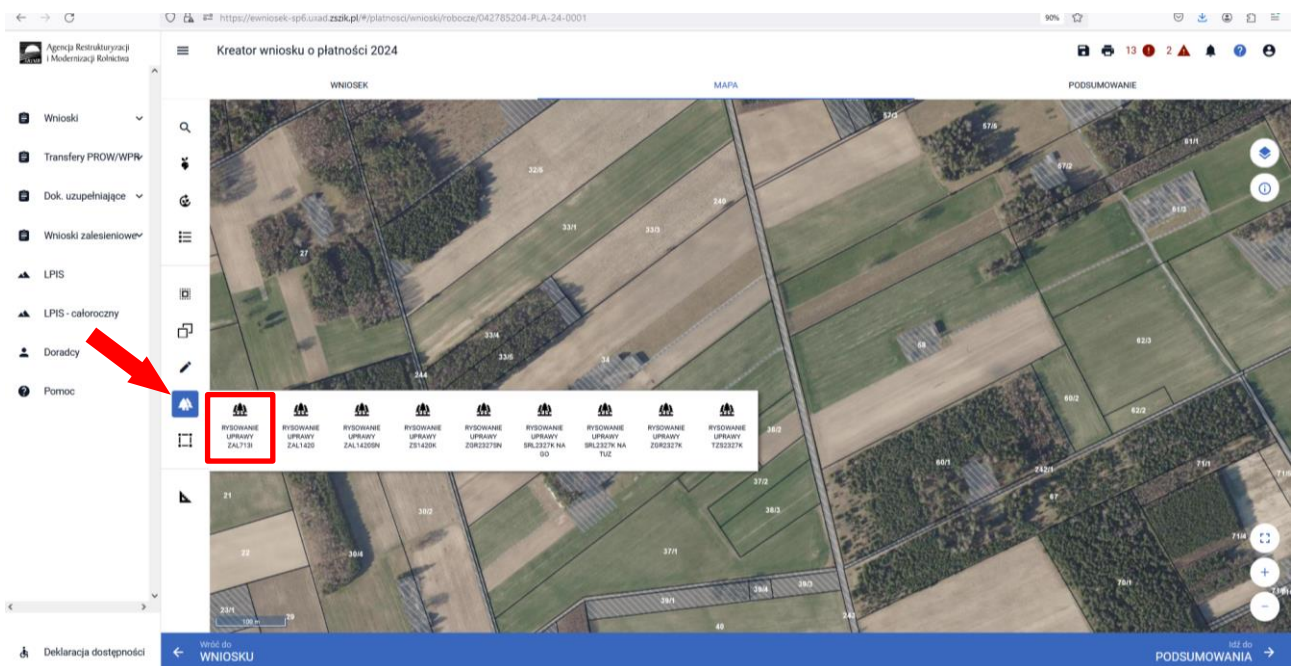 https://ewniosek-sp6.uxad.zszik.pl/#/platnosci/wnioski/robocze/042785204-PLA-24-0001
90%
Agencja Restrukturyzacji
i Modernizacji Rolnictwa
Kreator wniosku o płatności 2024
13
2
WNIOSEK
MAPA
PODSUMOWANIE
Wnioski
Transfery PROW/WPR
Dok. uzupełniające
Wnioski zalesieniowe
LPIS
LPIS - całoroczny
Doradcy
Pomoc
57/3
57/5
61/1
32/5
57/2
349
61/3
33/1
33/3
27
33/4
33/5
34
68
62/3
244
RYSOWANIE UPRAWY ZAL713I
RYSOWANIE UPRAWY ZAL1420
RYSOWANIE UPRAWY ZAL1420SN
RYSOWANIE UPRAWY ZS1420K
RYSOWANIE UPRAWY ZGR2327SN
RYSOWANIE UPRAWY SRL2327K NA GO
RYSOWANIE UPRAWY SRL2327K NA TUZ
RYSOWANIE UPRAWY ZGR2327K
RYSOWANIE UPRAWY TZS2327K
60/2
62/2
36/2
60/1
242/1
71/1
67
37/2
21
30/2
36/3
22
30/4
37/1
71/4
39/4
39/3
70/1
23/1
29
39/1
100 m
243
40
Deklaracja dostępności
Wróć do
WNIOSKU
Idź do
PODSUMOWANIA